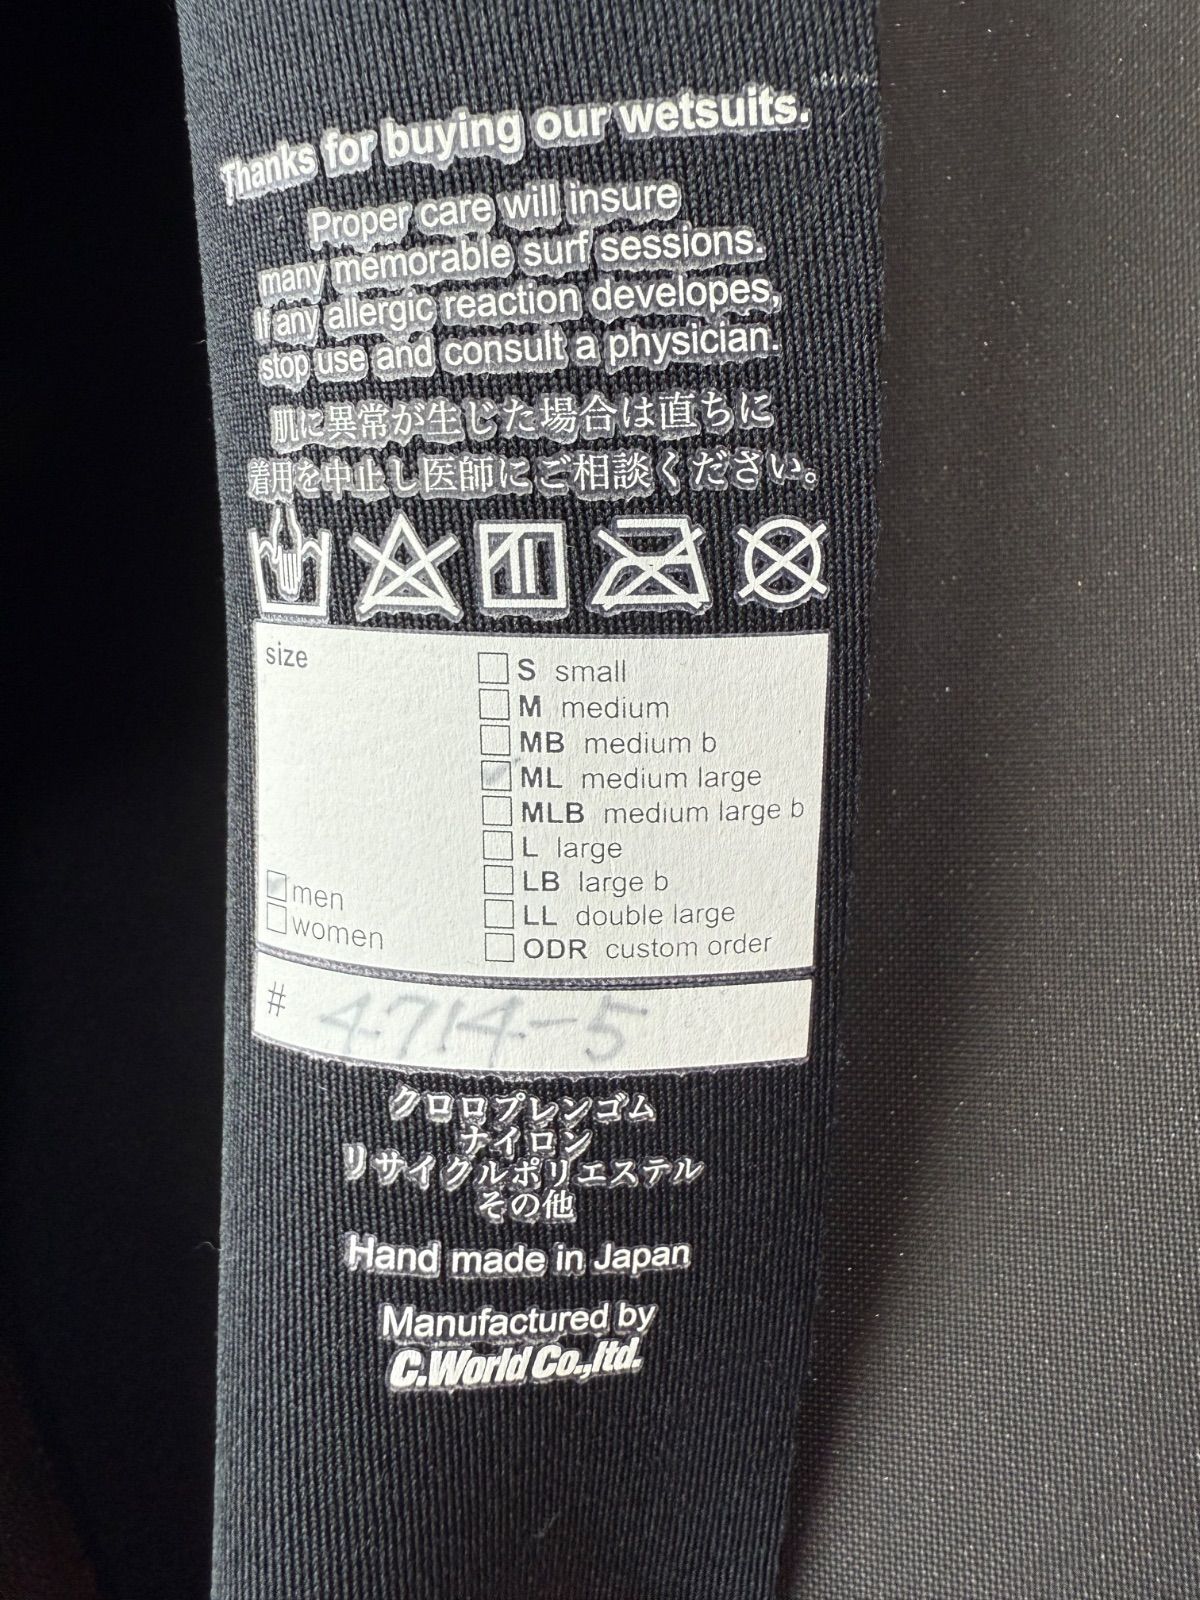 Thanks for buying our wetsuits.
Proper care will insure
many memorable surf sessions.
If any allergic reaction developes,
stop use and consult a physician.
肌に異常が生じた場合は直ちに
着用を中止し医師にご相談ください。
size
S small
M medium
MB medium b
ML medium large
MLB medium large b
L large
LB large b
LL double large
ODR custom order
men
women
# 4714-5
クロロプレンゴム
ナイロン
リサイクルポリエステル
その他
Hand made in Japan
Manufactured by
C.World Co.,ltd.